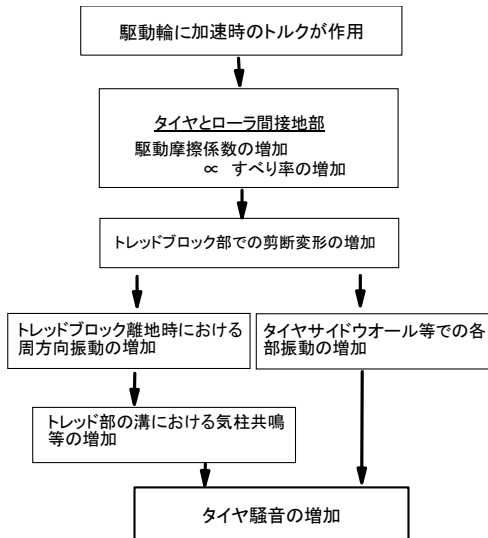 駆動輪に加速時のトルクが作用
タイヤとローラ間接地部
駆動摩擦係数の増加
∝ すべり率の増加
トレッドブロック部での剪断変形の増加
トレッドブロック離地時における
周方向振動の増加
タイヤサイドウオール等での各
部振動の増加
トレッド部の溝における気柱共鳴
等の増加
タイヤ騒音の増加